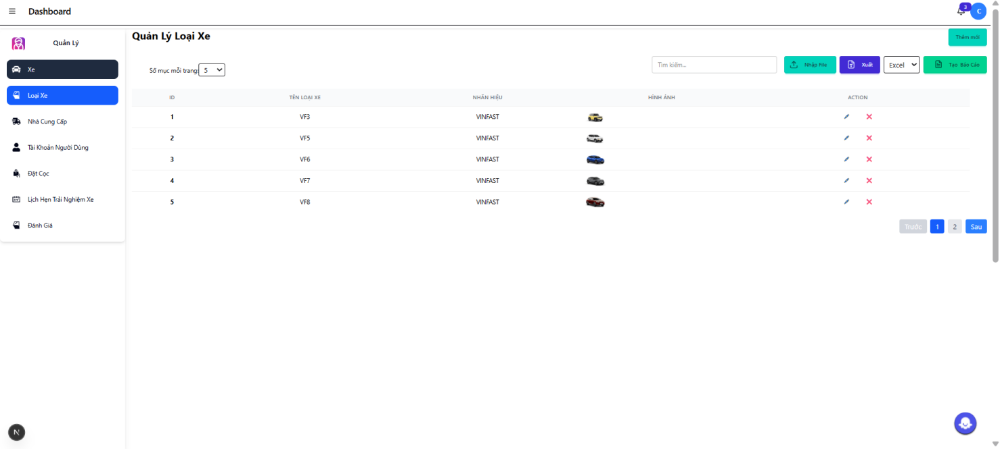 Dashboard
3
C
Quản Lý
Xe
Loại Xe
Nhà Cung Cấp
Tài Khoản Người Dùng
Đặt Cọc
Lịch Hẹn Trải Nghiệm Xe
Đánh Giá
Quản Lý Loại Xe
Thêm mới
Số mục mỗi trang: 5
Tìm kiếm...
Nhập File
Xuất
Excel
Tạo Báo Cáo
ID TÊN LOẠI XE NHÃN HIỆU HÌNH ẢNH ACTION
1 VF3 VINFAST
2 VF5 VINFAST
3 VF6 VINFAST
4 VF7 VINFAST
5 VF8 VINFAST
Trước 1 2 Sau
N